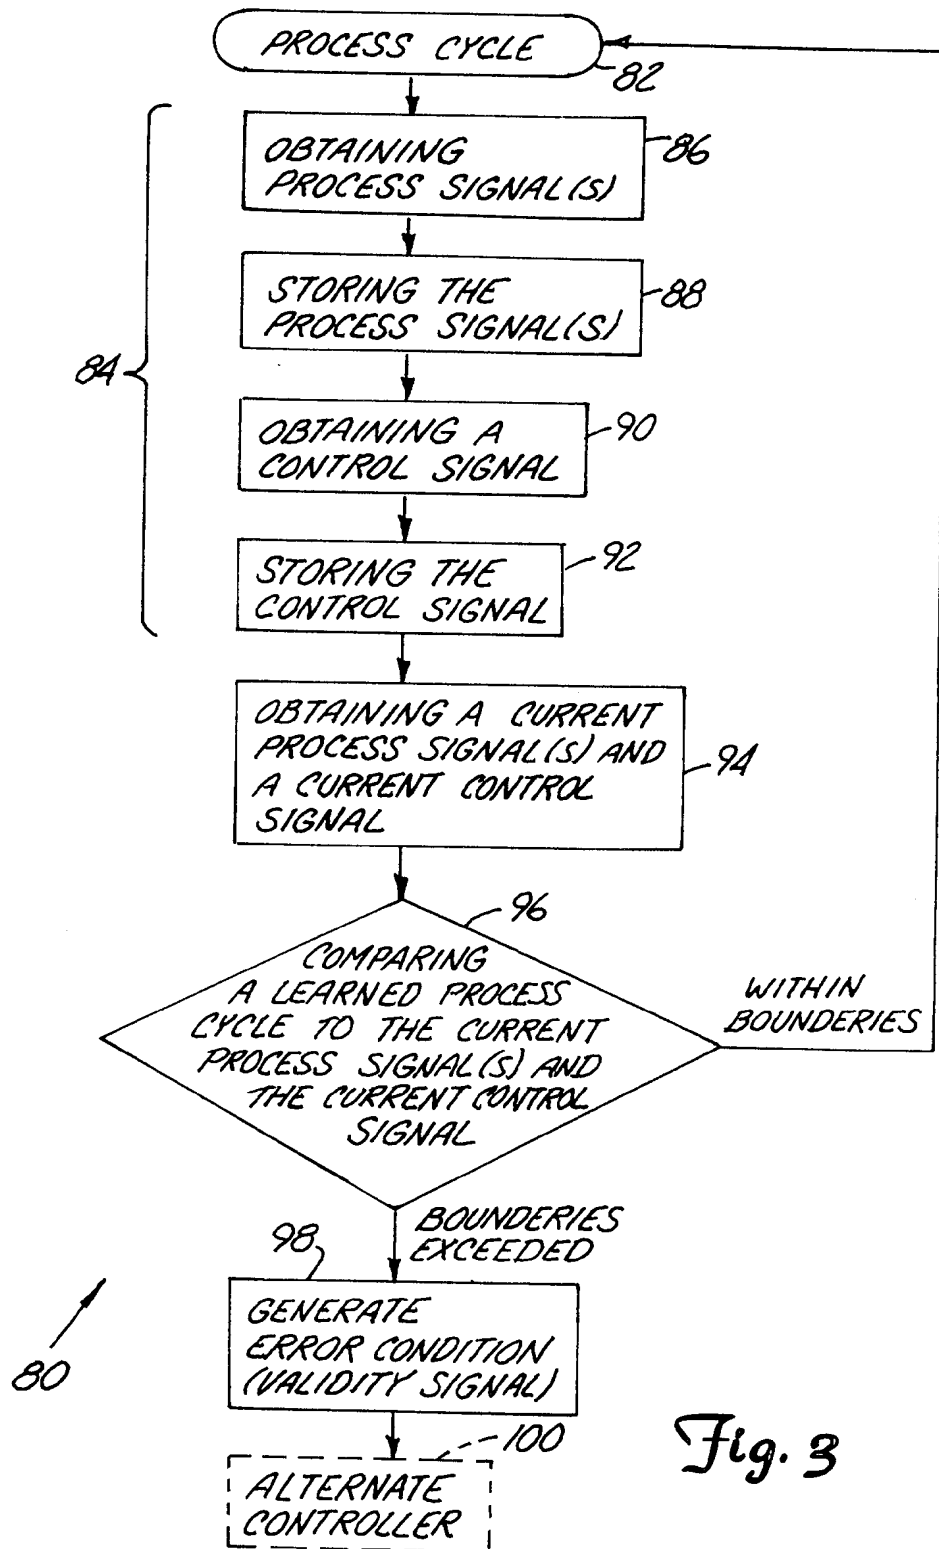 PROCESS CYCLE
82
OBTAINING
PROCESS SIGNAL(S)
86
STORING THE
PROCESS SIGNAL(S)
88
84
OBTAINING A
CONTROL SIGNAL
90
STORING THE
CONTROL SIGNAL
92
OBTAINING A CURRENT
PROCESS SIGNAL(S) AND
A CURRENT CONTROL
SIGNAL
94
96
COMPARING
A LEARNED PROCESS
CYCLE TO THE CURRENT
PROCESS SIGNAL(S) AND
THE CURRENT CONTROL
SIGNAL
WITHIN
BOUNDERIES
BOUNDERIES
EXCEEDED
98
GENERATE
ERROR CONDITION
(VALIDITY SIGNAL)
80
100
ALTERNATE
CONTROLLER
Fig. 3